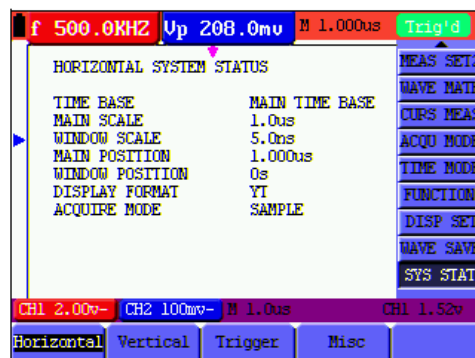 f 500.0KHZ Vp 208.0mv M 1.000us Trig'd
HORIZONTAL SYSTEM STATUS
TIME BASE MAIN TIME BASE
MAIN SCALE 1.0us
WINDOW SCALE 5.0ns
MAIN POSITION 1.000us
WINDOW POSITION 0s
DISPLAY FORMAT YT
ACQUIRE MODE SAMPLE
MEAS SET
WAVE MATH
CURS MEAS
ACQU MODE
TIME MODE
FUNCTION
DISP SET
WAVE SAVE
SYS STAT
CH1 2.00v- CH2 100mv- M 1.0us CH1 1.52v
Horizontal Vertical Trigger Misc